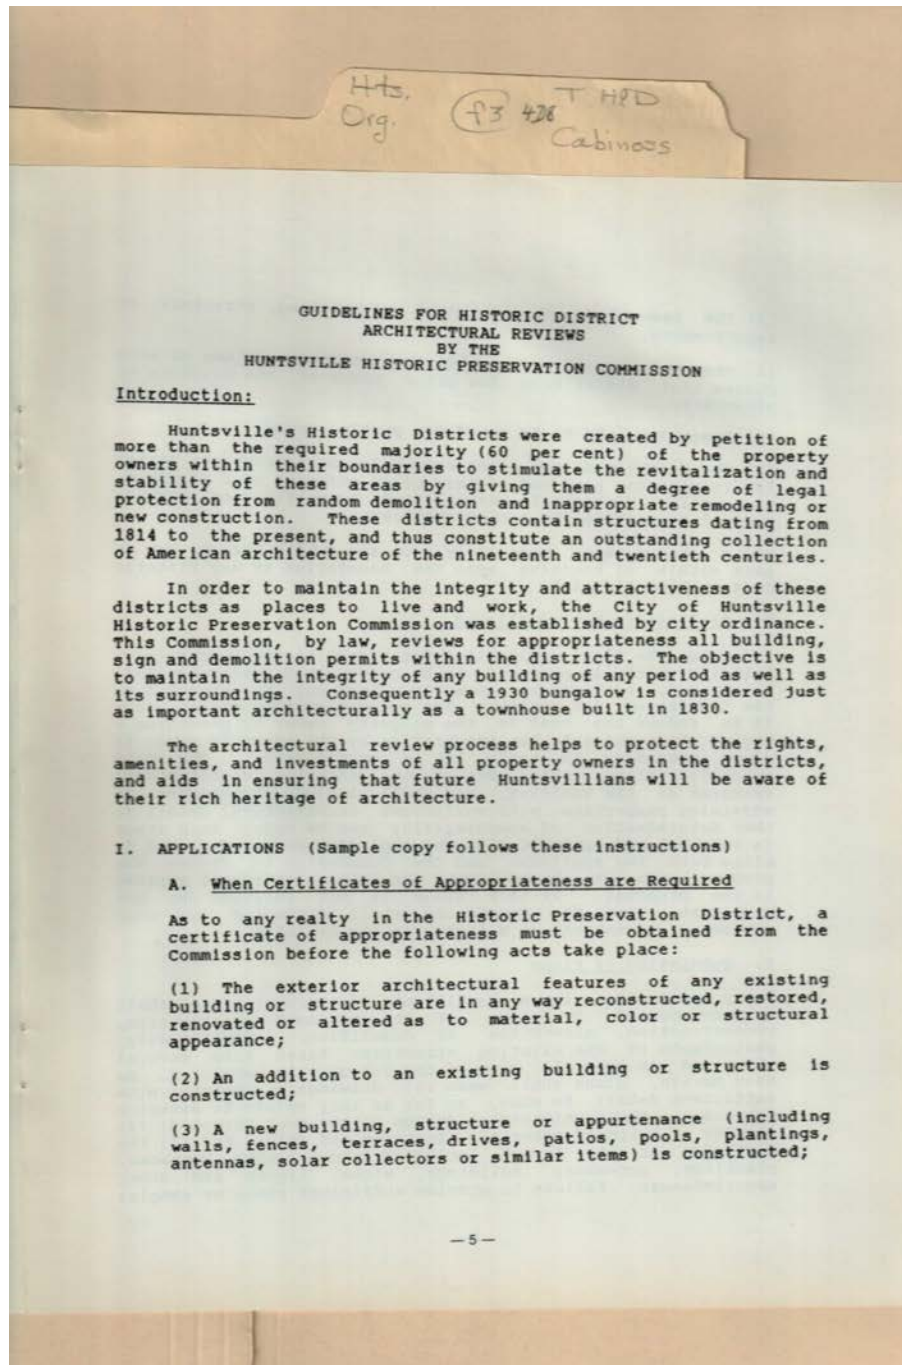 Hts. T HPD
Org. f3 428
Cabinoss
GUIDELINES FOR HISTORIC DISTRICT
ARCHITECTURAL REVIEWS
BY THE
HUNTSVILLE HISTORIC PRESERVATION COMMISSION
Introduction:
Huntsville's Historic Districts were created by petition of
more than the required majority (60 per cent) of the property
owners within their boundaries to stimulate the revitalization and
stability of these areas by giving them a degree of legal
protection from random demolition and inappropriate remodeling or
new construction. These districts contain structures dating from
1814 to the present, and thus constitute an outstanding collection
of American architecture of the nineteenth and twentieth centuries.
In order to maintain the integrity and attractiveness of these
districts as places to live and work, the City of Huntsville
Historic Preservation Commission was established by city ordinance.
This Commission, by law, reviews for appropriateness all building,
sign and demolition permits within the districts. The objective is
to maintain the integrity of any building of any period as well as
its surroundings. Consequently a 1930 bungalow is considered just
as important architecturally as a townhouse built in 1830.
The architectural review process helps to protect the rights,
amenities, and investments of all property owners in the districts,
and aids in ensuring that future Huntsvillians will be aware of
their rich heritage of architecture.
I. APPLICATIONS (Sample copy follows these instructions)
A. When Certificates of Appropriateness are Required
As to any realty in the Historic Preservation District, a
certificate of appropriateness must be obtained from the
Commission before the following acts take place:
(1) The exterior architectural features of any existing
building or structure are in any way reconstructed, restored,
renovated or altered as to material, color or structural
appearance;
(2) An addition to an existing building or structure is
constructed;
(3) A new building, structure or appurtenance (including
walls, fences, terraces, drives, patios, pools, plantings,
antennas, solar collectors or similar items) is constructed;
—5—